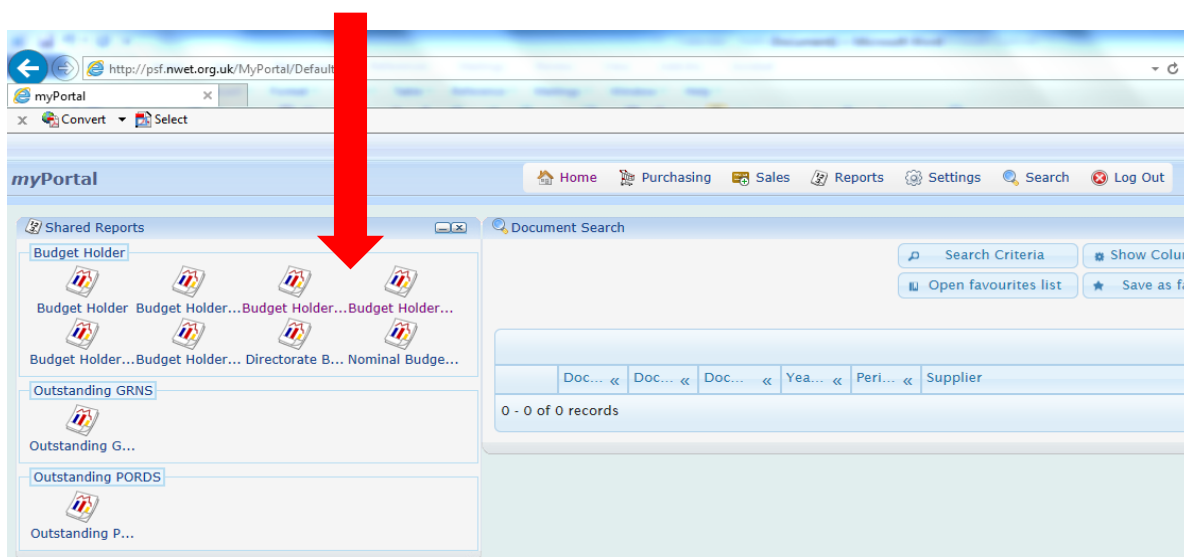 http://psf.nwet.org.uk/MyPortal/Default
myPortal
Convert Select
myPortal
Home Purchasing Sales Reports Settings Search Log Out
Shared Reports
Budget Holder
Budget Holder Budget Holder... Budget Holder... Budget Holder...
Budget Holder... Budget Holder... Directorate B... Nominal Budge...
Outstanding GRNS
Outstanding G...
Outstanding PORDS
Outstanding P...
Document Search
Search Criteria Show Colu
Open favourites list Save as fa
Doc... « Doc... « Doc... « Yea... « Peri... « Supplier
0 - 0 of 0 records